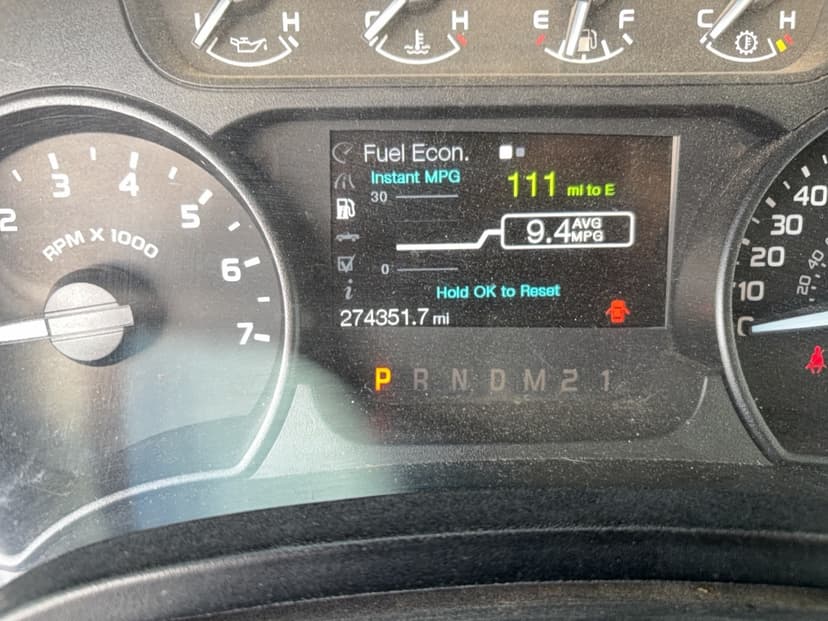 L H
C H
E F
C H
Fuel Econ.
Instant MPG
111 mi to E
30
9.4 AVG MPG
0
Hold OK to Reset
i
274351.7 mi
P R N D M 2 1
2 3 4 5 6 7
RPM X 1000
40
30
20
10
40
20